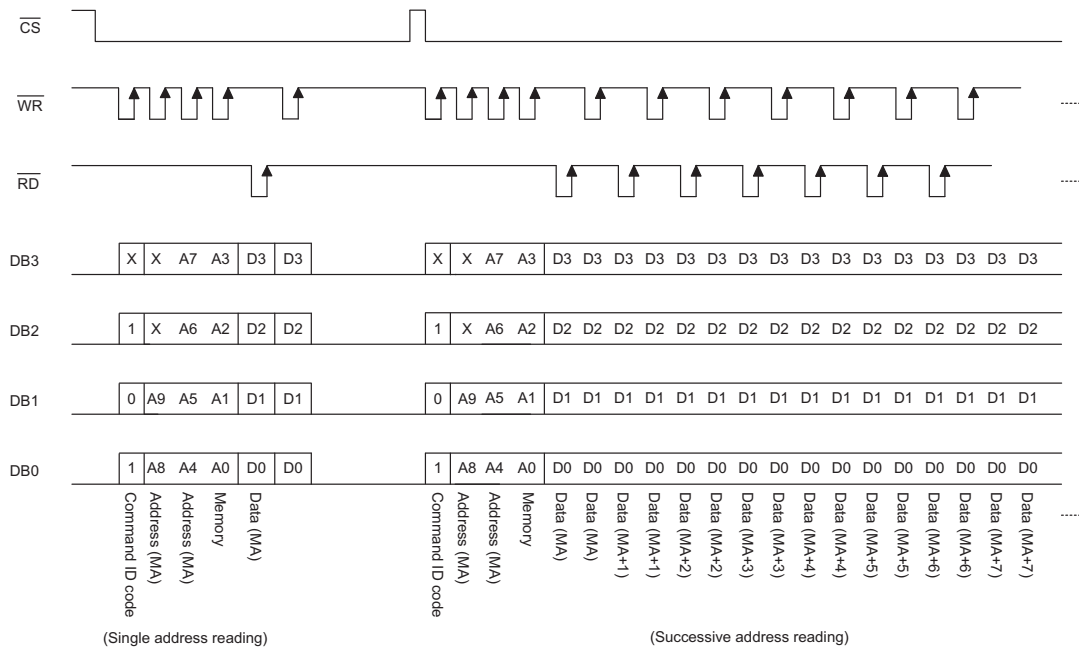 CS
WR
RD
DB3 X X A7 A3 D3 D3 X X A7 A3 D3 D3 D3 D3 D3 D3 D3 D3 D3 D3 D3 D3 D3 D3 D3 D3
DB2 1 X A6 A2 D2 D2 1 X A6 A2 D2 D2 D2 D2 D2 D2 D2 D2 D2 D2 D2 D2 D2 D2 D2 D2
DB1 0 A9 A5 A1 D1 D1 0 A9 A5 A1 D1 D1 D1 D1 D1 D1 D1 D1 D1 D1 D1 D1 D1 D1 D1 D1
DB0 1 A8 A4 A0 D0 D0 1 A8 A4 A0 D0 D0 D0 D0 D0 D0 D0 D0 D0 D0 D0 D0 D0 D0 D0 D0
Command ID code
Address (MA)
Address (MA)
Memory
Data (MA)
Command ID code
Address (MA)
Address (MA)
Memory
Data (MA)
Data (MA)
Data (MA+1)
Data (MA+1)
Data (MA+2)
Data (MA+2)
Data (MA+3)
Data (MA+3)
Data (MA+4)
Data (MA+4)
Data (MA+5)
Data (MA+5)
Data (MA+6)
Data (MA+6)
Data (MA+7)
Data (MA+7)
(Single address reading)
(Successive address reading)